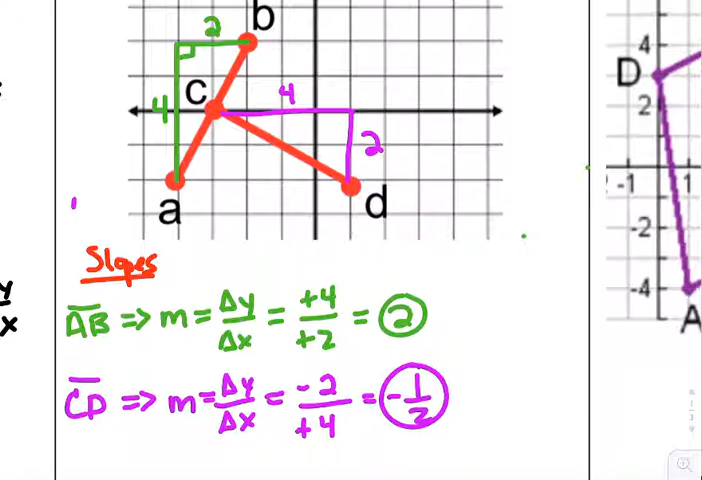 b
2
c
4
4
2
a
d
Slopes
AB => m = Δy/Δx = +4/+2 = 2
CD => m = Δy/Δx = -2/+4 = -1/2
y
x
4
D
2
-1
1
-2
-4
A